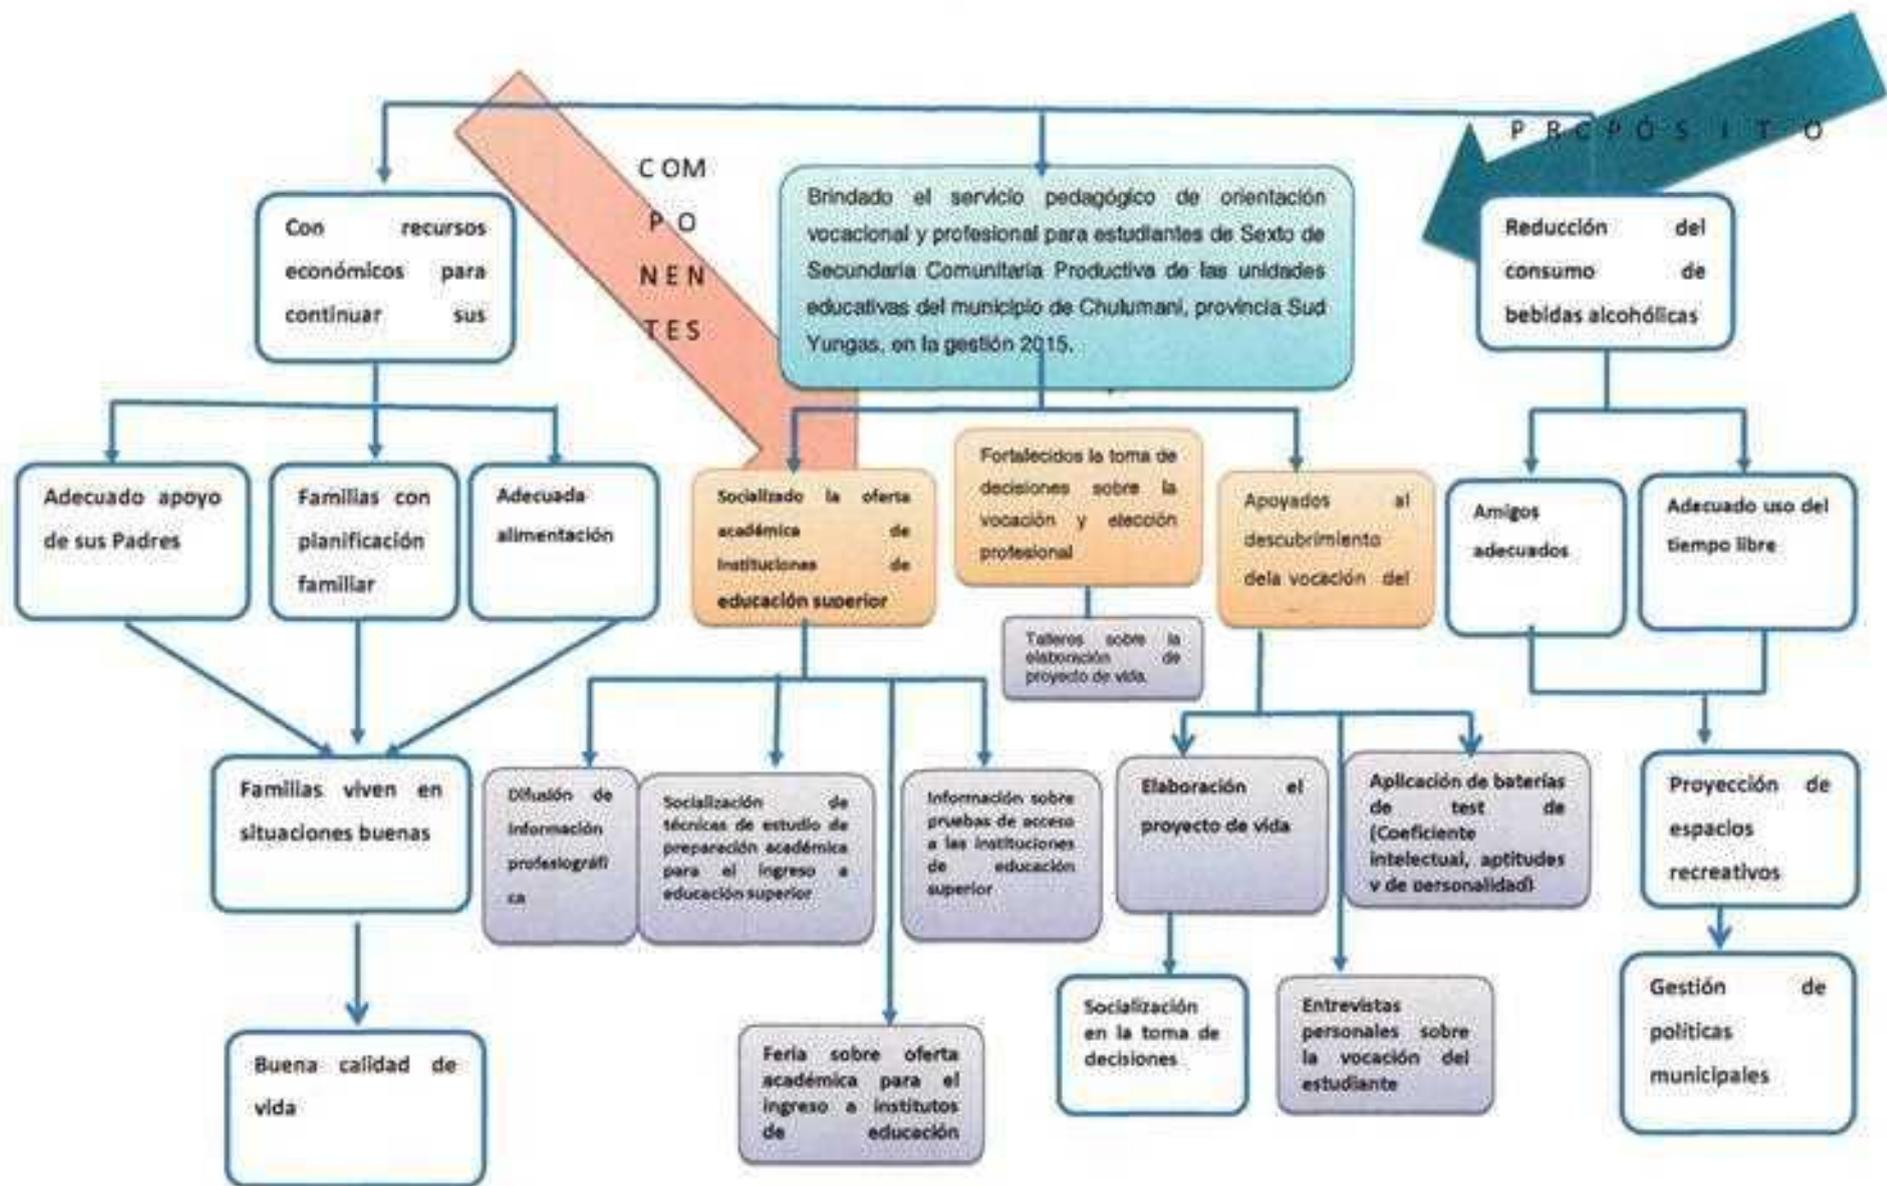 P R O P Ó S I T O
C OM
P O
N E N
T E S
Con recursos
económicos para
continuar sus
Brindado el servicio pedagógico de orientación
vocacional y profesional para estudiantes de Sexto de
Secundaria Comunitaria Productiva de las unidades
educativas del municipio de Chulumani, provincia Sud
Yungas, en la gestión 2015.
Reducción del
consumo de
bebidas alcohólicas
Adecuado apoyo
de sus Padres
Familias con
planificación
familiar
Adecuada
alimentación
Socializado la oferta
académica de
instituciones de
educación superior
Fortalecidos la toma de
decisiones sobre la
vocación y elección
profesional
Apoyados al
descubrimiento
dela vocación del
Amigos
adecuados
Adecuado uso del
tiempo libre
Talleres sobre la
elaboración de
proyecto de vida.
Familias viven en
situaciones buenas
Difusión de
información
profesiográfi
ca
Socialización de
técnicas de estudio de
preparación académica
para el ingreso a
educación superior
Información sobre
pruebas de acceso
a las instituciones
de educación
superior
Elaboración el
proyecto de vida
Aplicación de baterías
de test de
(Coeficiente
intelectual, aptitudes
y de personalidad)
Proyección de
espacios
recreativos
Buena calidad de
vida
Feria sobre oferta
académica para el
ingreso a institutos
de educación
Socialización
en la toma de
decisiones
Entrevistas
personales sobre
la vocación del
estudiante
Gestión de
políticas
municipales